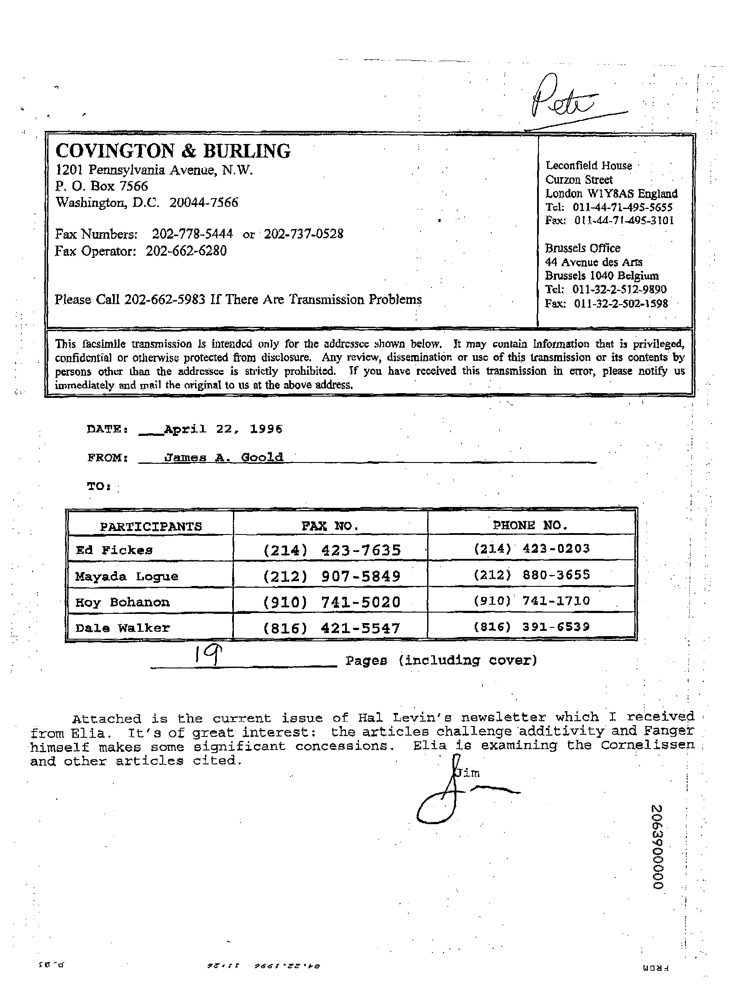 Pete
COVINGTON & BURLING
1201 Pennsylvania Avenue, N.W.
P. O. Box 7566
Washington, D.C. 20044-7566
Fax Numbers: 202-778-5444 or 202-737-0528
Fax Operator: 202-662-6280
Please Call 202-662-5983 If There Are Transmission Problems
Leconfield House
Curzon Street
London W1Y8AS England
Tel: 011-44-71-495-5655
Fax: 011-44-71-495-3101
Brussels Office
44 Avenue des Arts
Brussels 1040 Belgium
Tel: 011-32-2-512-9890
Fax: 011-32-2-502-1598
This facsimile transmission is intended only for the addressee shown below. It may contain information that is privileged,
confidential or otherwise protected from disclosure. Any review, dissemination or use of this transmission or its contents by
persons other than the addressee is strictly prohibited. If you have received this transmission in error, please notify us
immediately and mail the original to us at the above address.
DATE: April 22, 1996
FROM: James A. Goold
TO:
PARTICIPANTS FAX NO. PHONE NO.
Ed Fickes (214) 423-7635 (214) 423-0203
Mayada Logue (212) 907-5849 (212) 880-3655
Hoy Bohanon (910) 741-5020 (910) 741-1710
Dale Walker (816) 421-5547 (816) 391-6539
19 Pages (including cover)
Attached is the current issue of Hal Levin's newsletter which I received
from Elia. It's of great interest: the articles challenge additivity and Fanger
himself makes some significant concessions. Elia is examining the Cornelissen
and other articles cited.
Jim
2063900000
FROM 04.22.1996 11:26 P.03